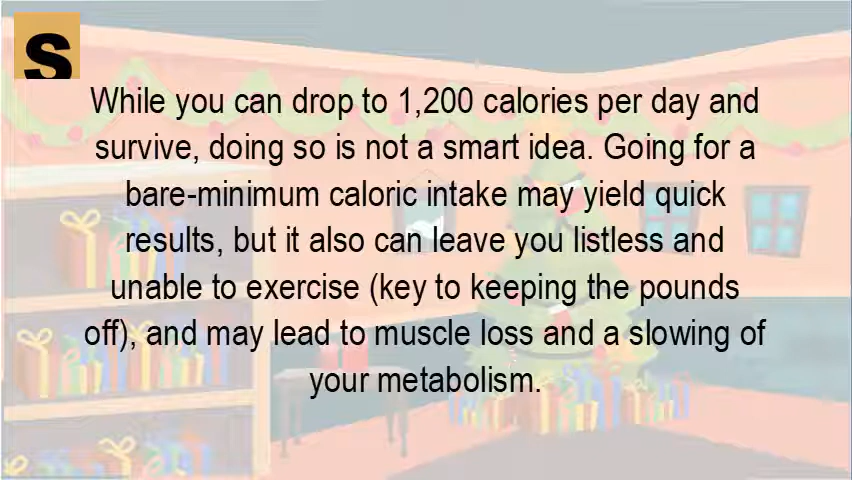 S
While you can drop to 1,200 calories per day and
survive, doing so is not a smart idea. Going for a
bare-minimum caloric intake may yield quick
results, but it also can leave you listless and
unable to exercise (key to keeping the pounds
off), and may lead to muscle loss and a slowing of
your metabolism.